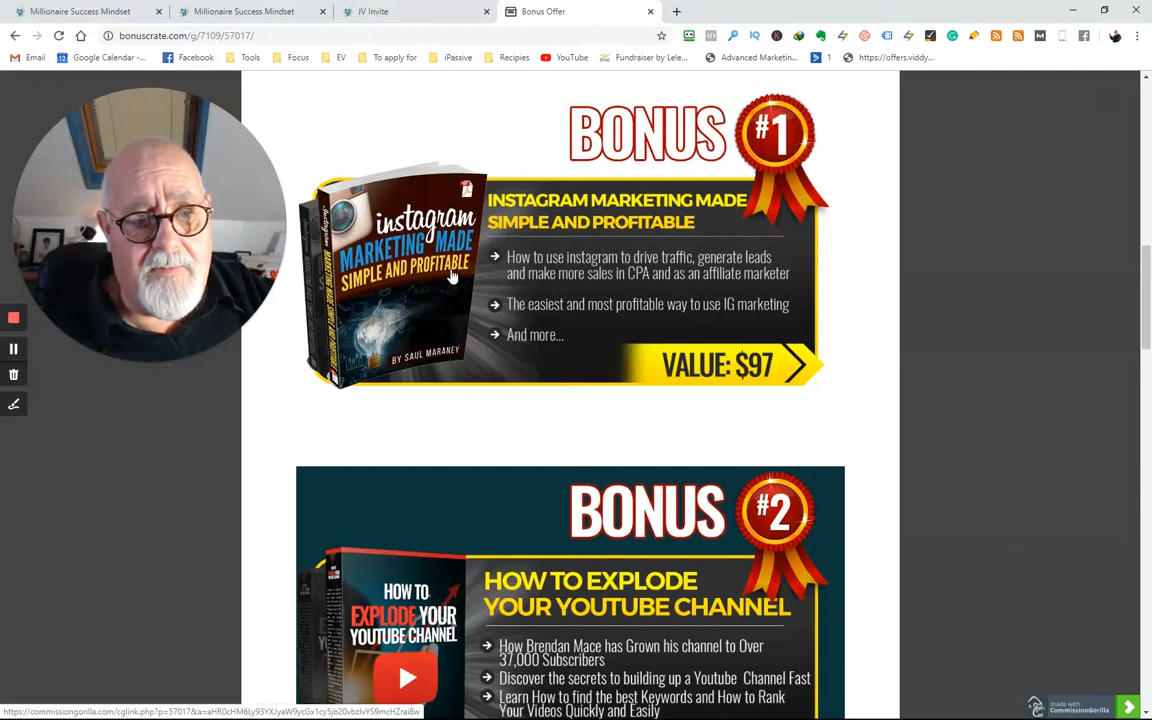 Millionaire Success Mindset
Millionaire Success Mindset
JV Invite
Bonus Offer
bonuscrate.com/g/7109/57017/
Email
Google Calendar -...
Facebook
Tools
Focus
EV
To apply for
iPassive
Recipies
YouTube
Fundraiser by Lele...
Advanced Marketin...
1
https://offers.viddy...
BONUS
#1
INSTAGRAM MARKETING MADE
SIMPLE AND PROFITABLE
How to use instagram to drive traffic, generate leads
and make more sales in CPA and as an affiliate marketer
The easiest and most profitable way to use IG marketing
And more...
VALUE: $97
instagram
MARKETING MADE
SIMPLE AND PROFITABLE
BY SAUL MARANEY
BONUS
#2
HOW TO EXPLODE
YOUR YOUTUBE CHANNEL
How Brendan Mace has Grown his channel to Over
37,000 Subscribers
Discover the secrets to building up a Youtube Channel Fast
Learn How to find the best Keywords and How to Rank
Your Videos Quickly and Easily
HOW TO
EXPLODE YOUR
YOUTUBE CHANNEL
made with
COMMISSIONGORILLA